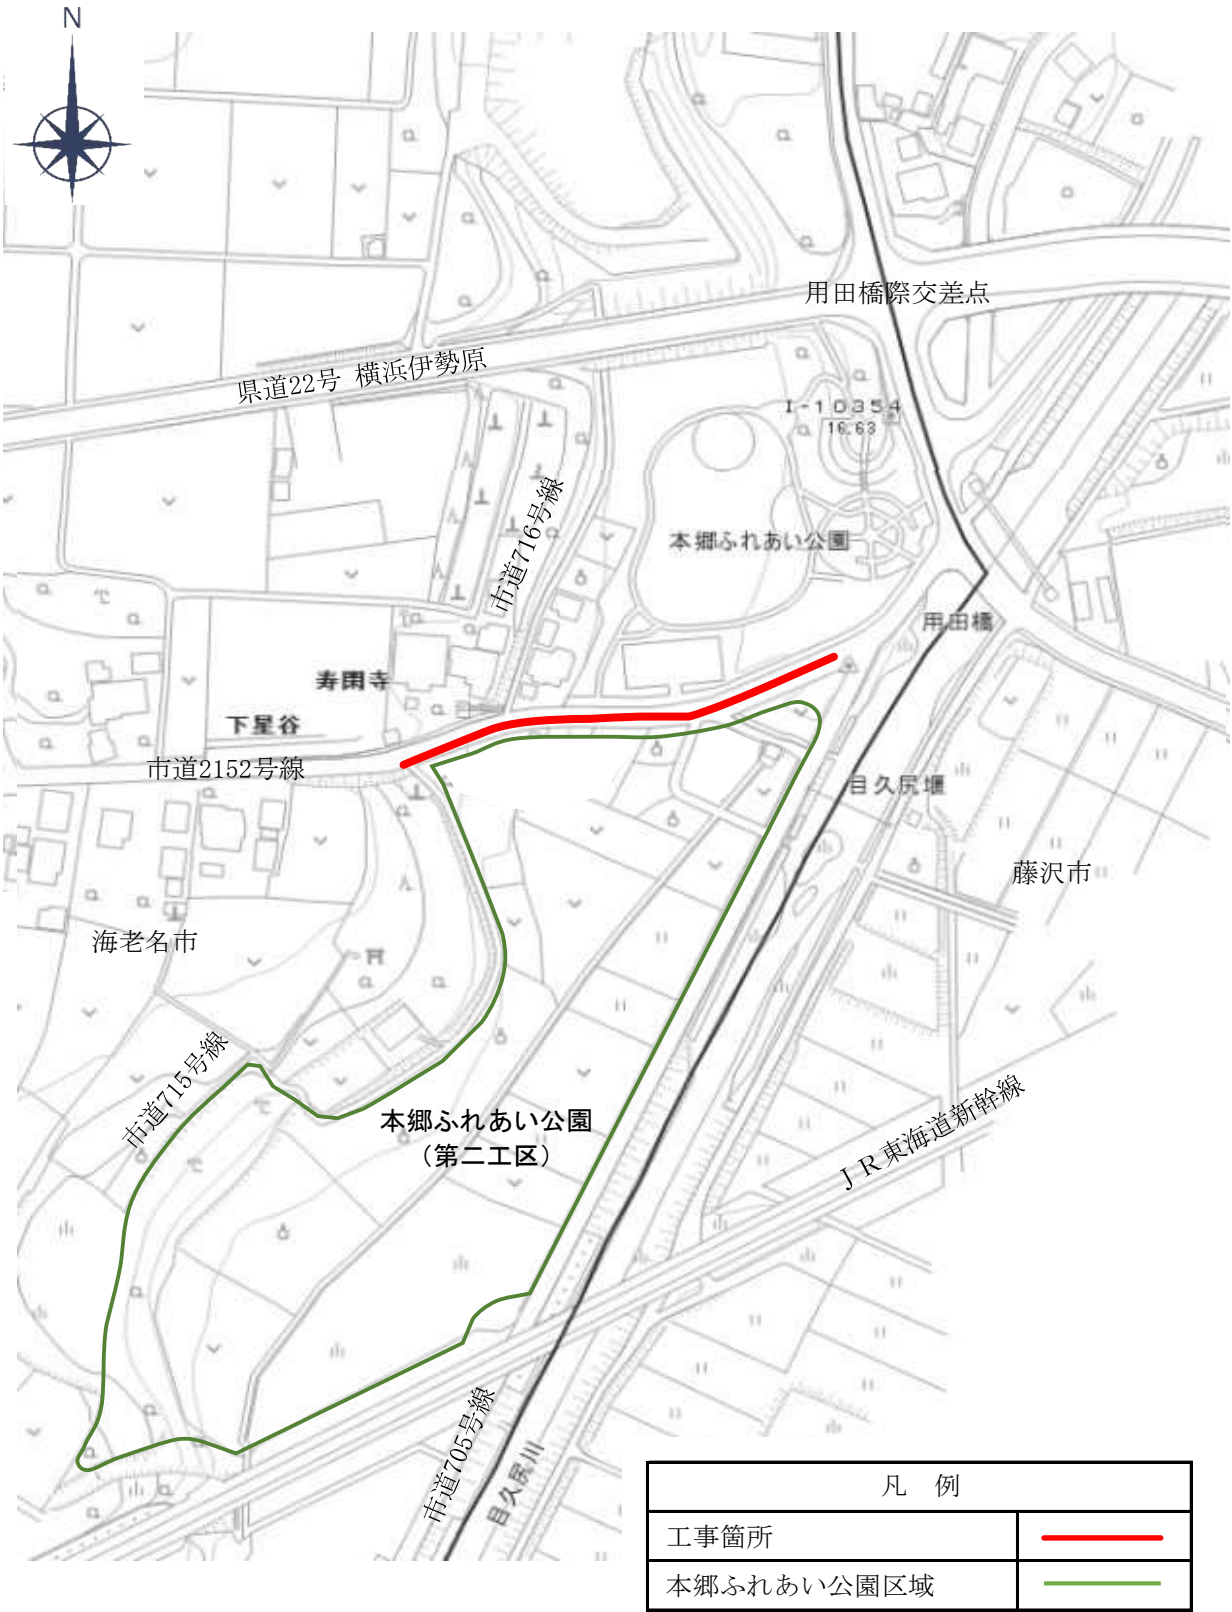 N
用田橋際交差点
県道22号 横浜伊勢原
I-10354
16.63
市道716号線
本郷ふれあい公園
用田橋
寿閑寺
下星谷
市道2152号線
目久尻堰
藤沢市
海老名市
市道715号線
本郷ふれあい公園
（第二工区）
ＪＲ東海道新幹線
市道705号線
目久尻川
凡　例
工事箇所
本郷ふれあい公園区域